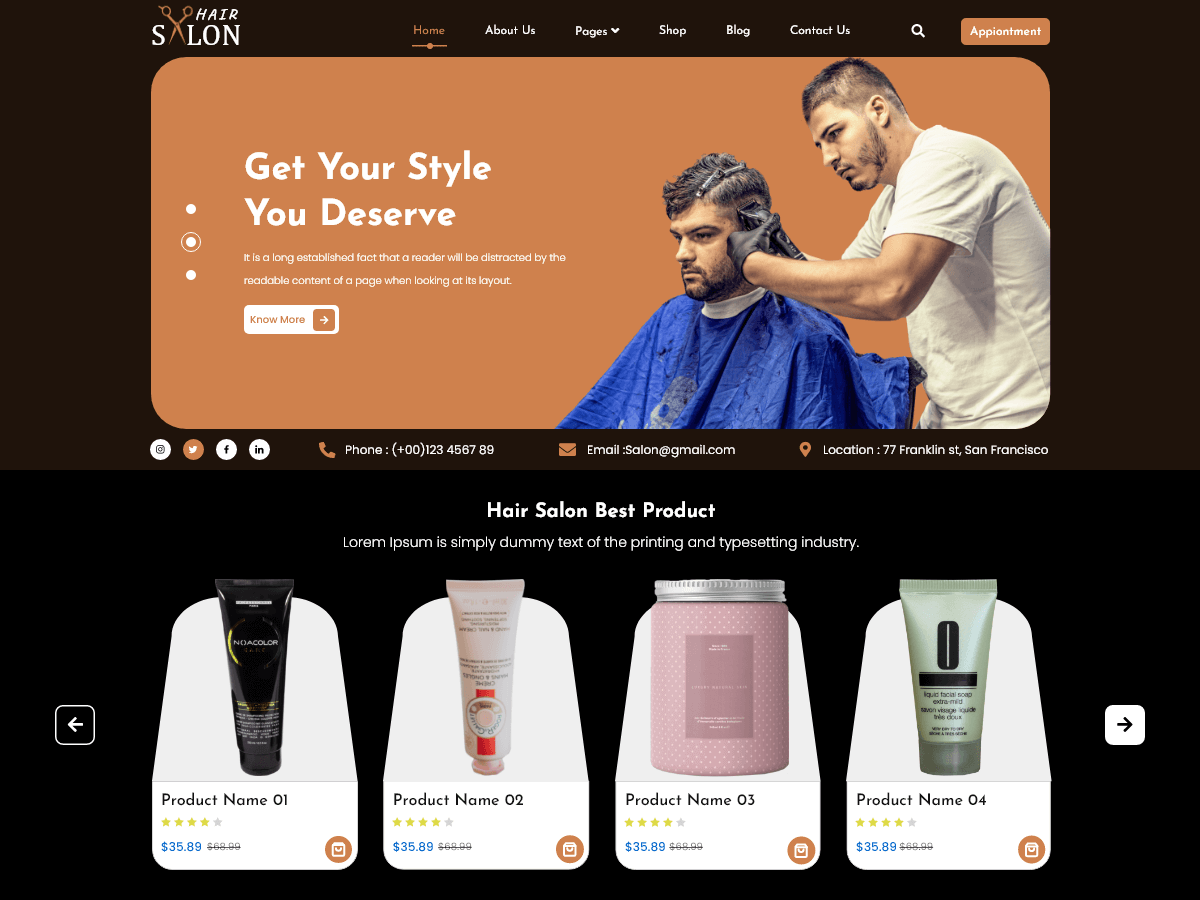 HAIR
SALON
Home
About Us
Pages
Shop
Blog
Contact Us
Appiontment
Get Your Style
You Deserve
It is a long established fact that a reader will be distracted by the
readable content of a page when looking at its layout.
Know More
Phone : (+00)123 4567 89
Email :Salon@gmail.com
Location : 77 Franklin st, San Francisco
Hair Salon Best Product
Lorem Ipsum is simply dummy text of the printing and typesetting industry.
NOACOLOR
liquid facial soap
extra-mild
savon visage liquide
très doux
Product Name 01
$35.89 $68.99
Product Name 02
$35.89 $68.99
Product Name 03
$35.89 $68.99
Product Name 04
$35.89 $68.99